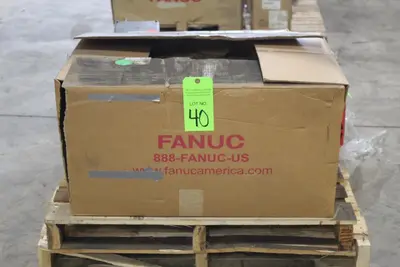 LOT NO.
40
FANUC
888-FANUC-US
www.fanucamerica.com